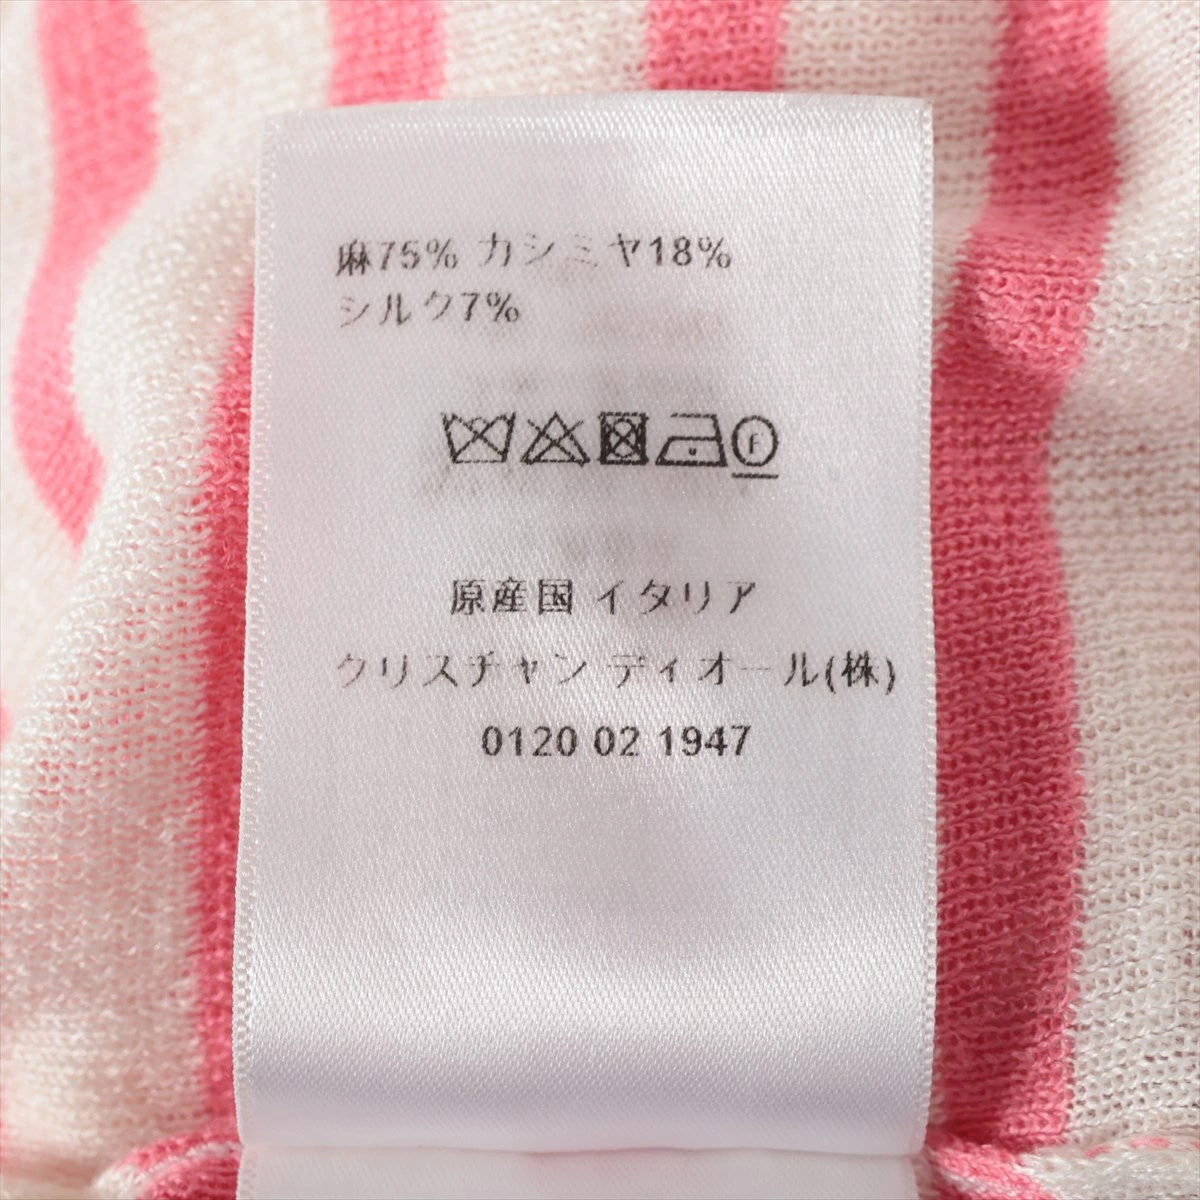 麻75% カシミヤ18%
シルク7%
F
原産国 イタリア
クリスチャン ディオール(株)
0120 02 1947